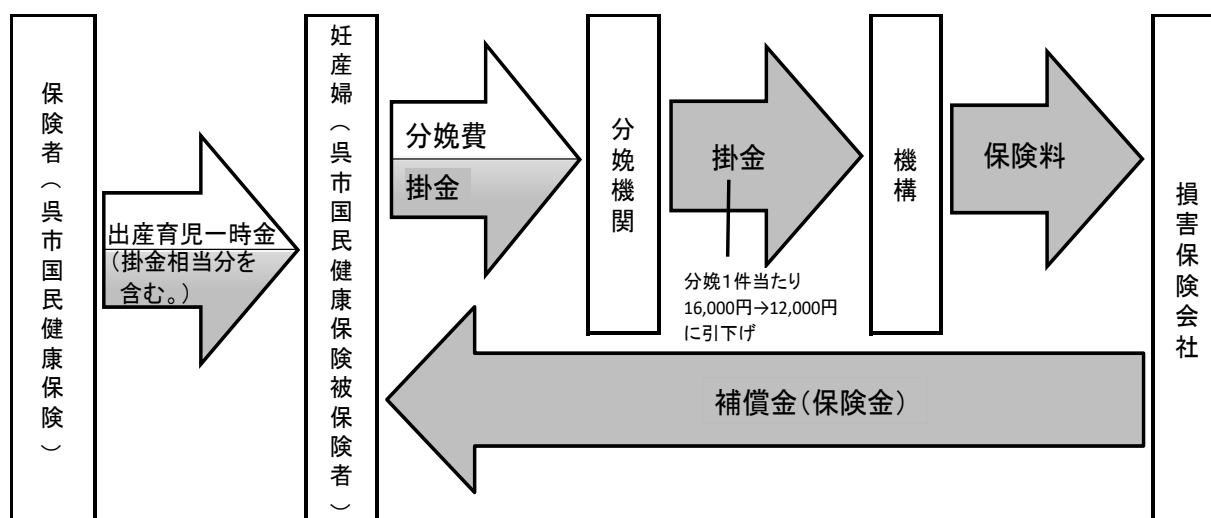 保険者（呉市国民健康保険）
出産育児一時金
(掛金相当分を
含む。)
妊産婦（呉市国民健康保険被保険者）
分娩費
掛金
分娩機関
掛金
分娩1件当たり
16,000円→12,000円
に引下げ
機構
保険料
損害保険会社
補償金(保険金)